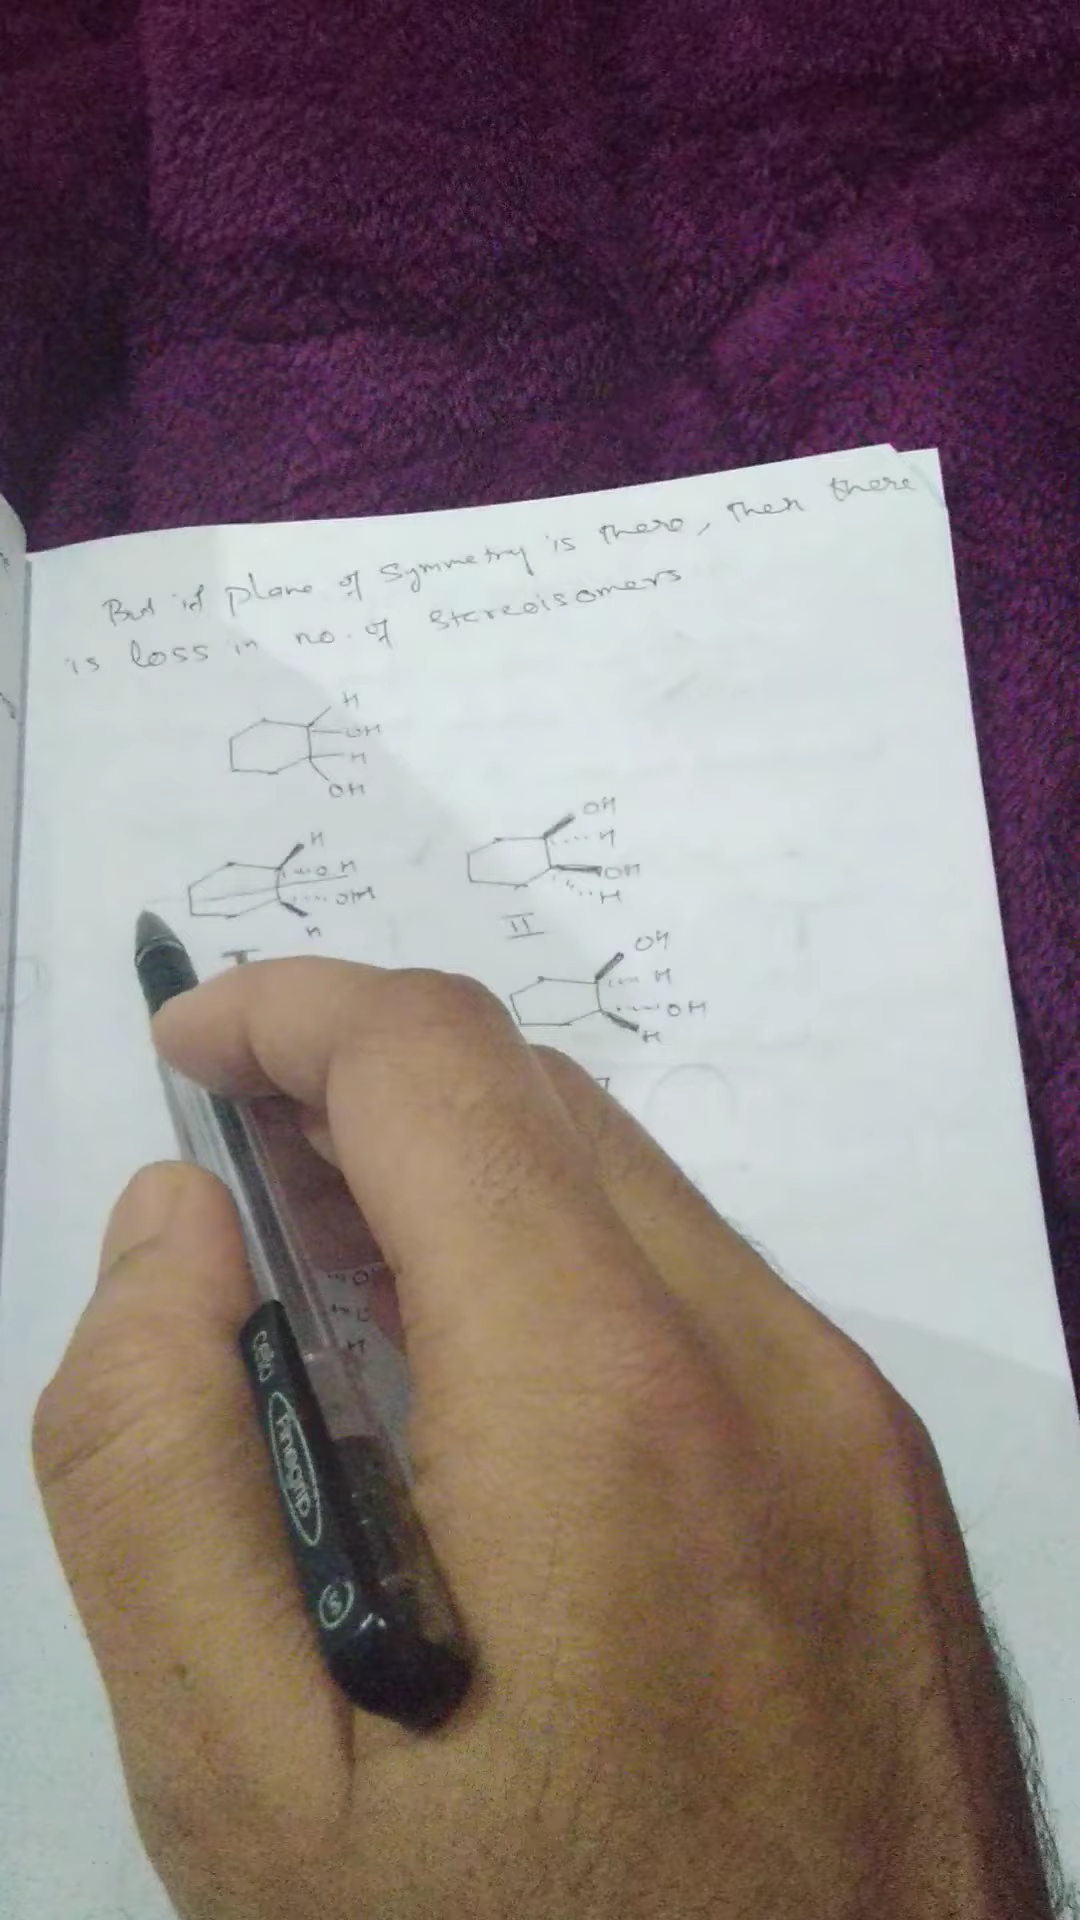 But if plane of Symmetry is there, then there
is loss in no. of stereoisomers
H
OH
H
OH
H
OH
OH
H
I
OH
H
OH
H
II
OH
H
OH
H
H
cello
Finegrip